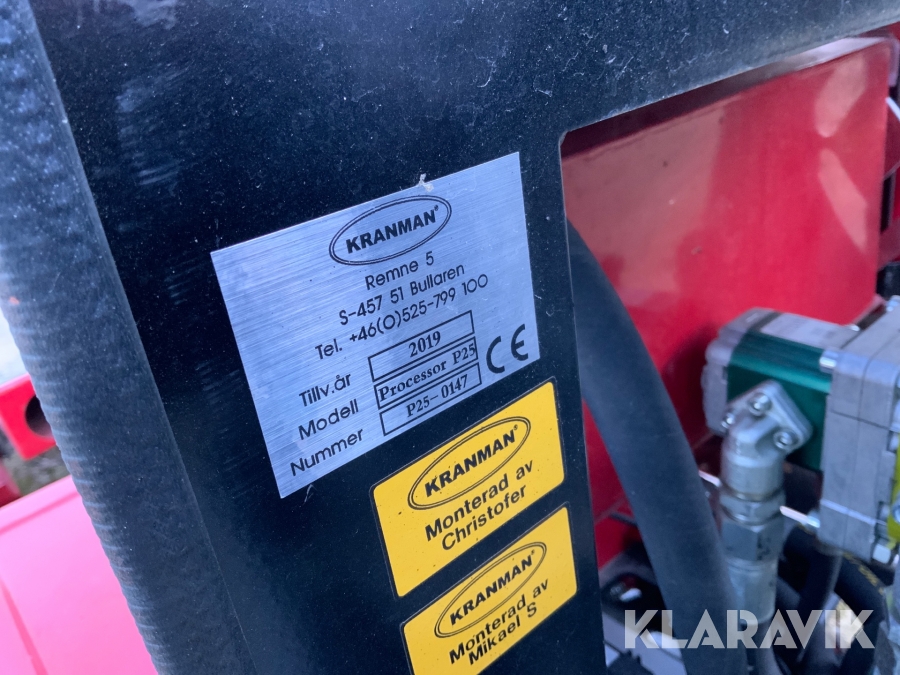 KRANMAN®
Remne 5
S-457 51 Bullaren
Tel. +46(0)525-799 100
Tillv.år 2019
Modell Processor P25
Nummer P25-0147
CE
KRANMAN®
Monterad av
Christofer
KRANMAN®
Monterad av
Mikael S
KLARAVIK